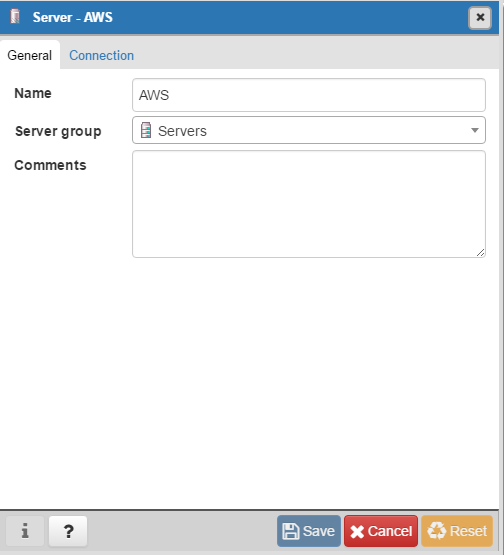 Server - AWS
General Connection
Name AWS
Server group Servers
Comments
i ? Save Cancel Reset